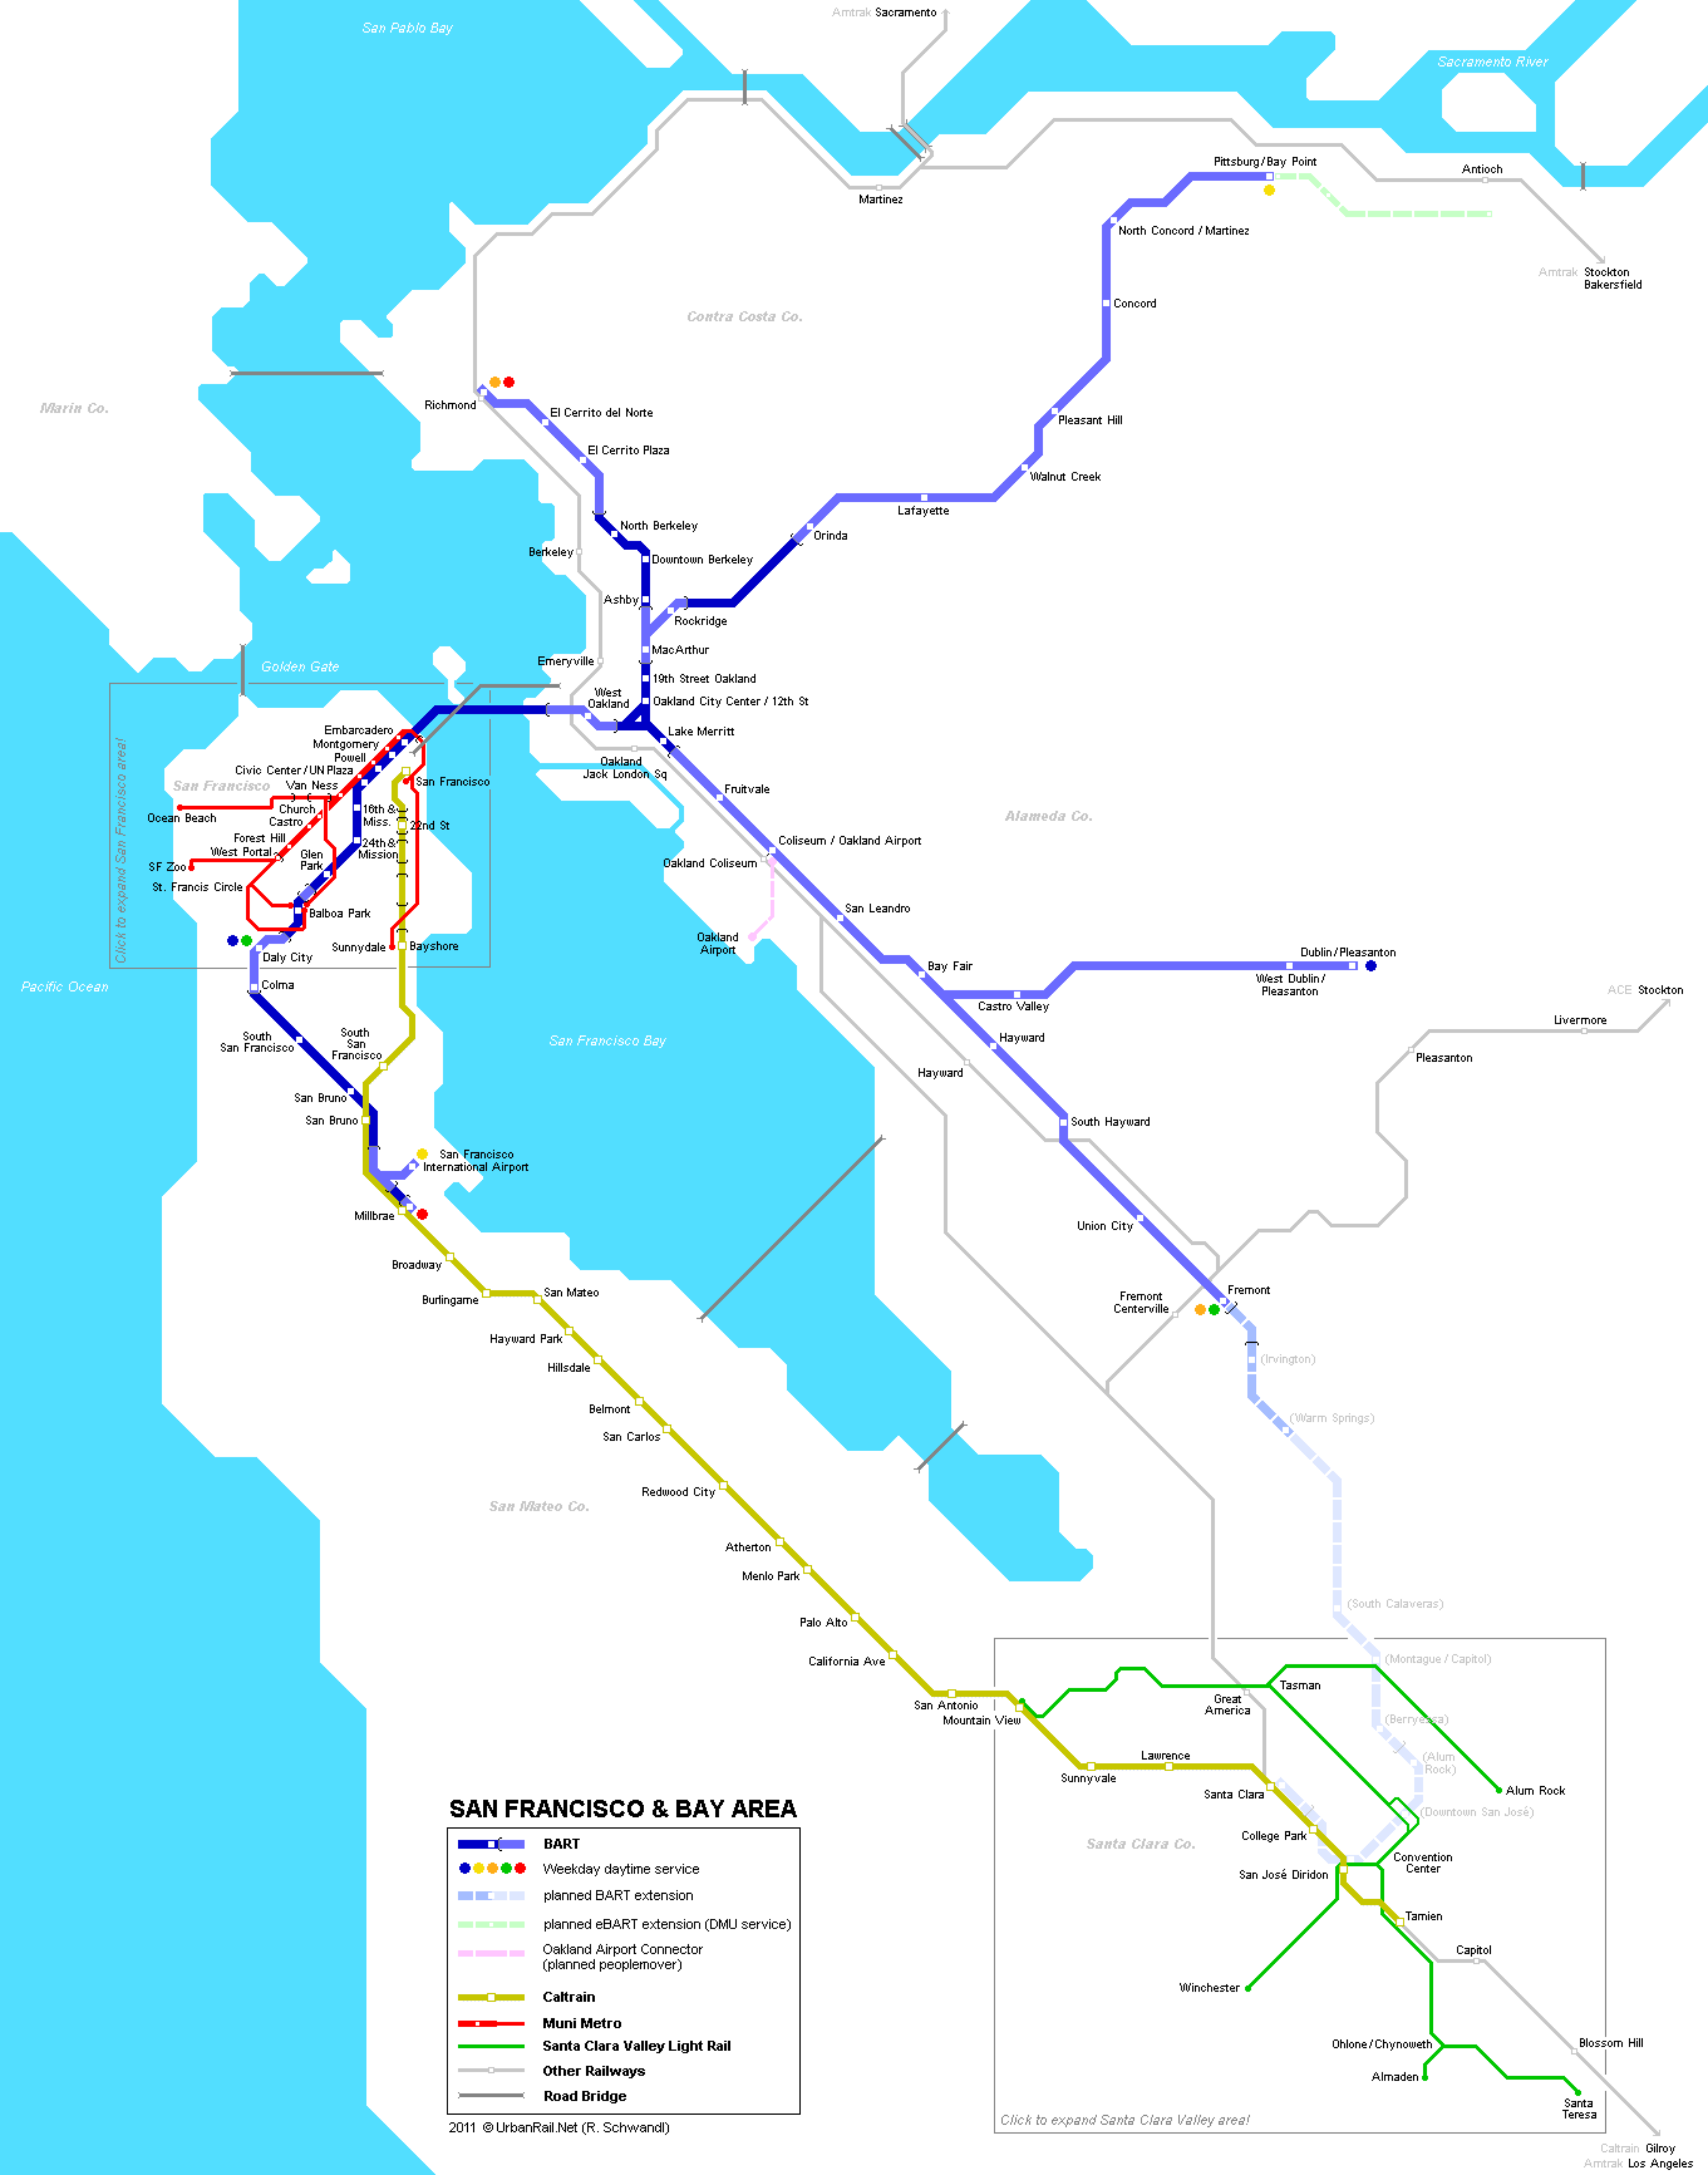 Amtrak Sacramento
San Pablo Bay
Sacramento River
Pittsburg/Bay Point
Antioch
Martinez
North Concord / Martinez
Amtrak Stockton
Bakersfield
Concord
Contra Costa Co.
Marin Co.
Richmond
El Cerrito del Norte
Pleasant Hill
El Cerrito Plaza
Walnut Creek
Lafayette
North Berkeley
Orinda
Berkeley
Downtown Berkeley
Ashby
Rockridge
MacArthur
Emeryville
Golden Gate
19th Street Oakland
West
Oakland
Oakland City Center / 12th St
Embarcadero
Lake Merritt
Montgomery
Powell
Oakland
Jack London Sq
Civic Center/UN Plaza
San Francisco
San Francisco
Van Ness
Fruitvale
Click to expand San Francisco area!
Ocean Beach
Church
16th &
Miss.
Castro
22nd St
Alameda Co.
Forest Hill
24th &
Mission
West Portal
Glen
Park
Coliseum / Oakland Airport
Oakland Coliseum
SF Zoo
St. Francis Circle
Balboa Park
San Leandro
Oakland
Airport
Sunnydale
Bayshore
Daly City
Dublin/Pleasanton
Bay Fair
West Dublin/
Pleasanton
Pacific Ocean
Colma
Castro Valley
ACE Stockton
Livermore
South
San Francisco
South
San
Francisco
San Francisco Bay
Hayward
Hayward
Pleasanton
San Bruno
San Bruno
South Hayward
San Francisco
International Airport
Millbrae
Union City
Broadway
Burlingame
San Mateo
Fremont
Fremont
Centerville
Hayward Park
Hillsdale
(Irvington)
Belmont
(Warm Springs)
San Carlos
Redwood City
San Mateo Co.
Atherton
Menlo Park
(South Calaveras)
Palo Alto
California Ave
(Montague/Capitol)
San Antonio
Mountain View
Great
America
Tasman
(Berryessa)
Lawrence
Sunnyvale
(Alum
Rock)
Santa Clara
Alum Rock
(Downtown San José)
College Park
Santa Clara Co.
Convention
Center
San José Diridon
Tamien
Capitol
Winchester
Ohlone/Chynoweth
Blossom Hill
Almaden
Santa
Teresa
Click to expand Santa Clara Valley area!
Caltrain Gilroy
Amtrak Los Angeles
SAN FRANCISCO & BAY AREA
BART
Weekday daytime service
planned BART extension
planned eBART extension (DMU service)
Oakland Airport Connector
(planned peoplemover)
Caltrain
Muni Metro
Santa Clara Valley Light Rail
Other Railways
Road Bridge
2011 © UrbanRail.Net (R. Schwandl)